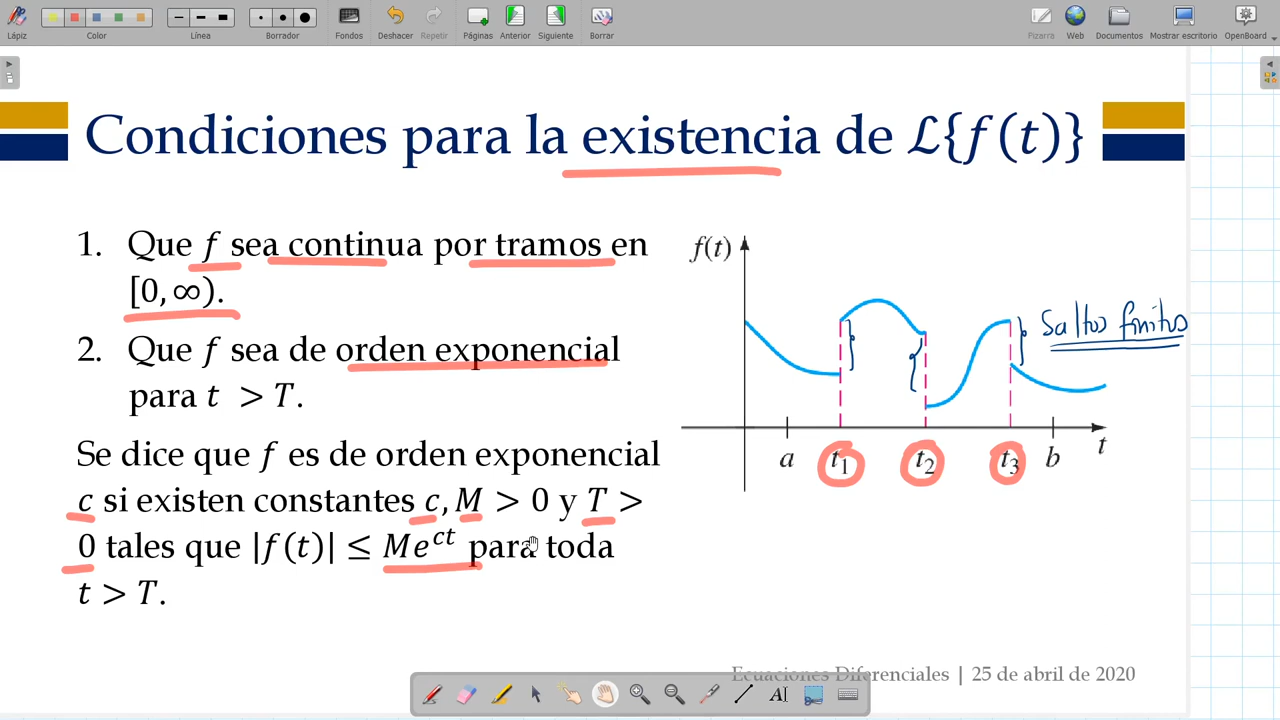 Lápiz Color Línea Borrador Fondos Deshacer Repetir Páginas Anterior Siguiente Borrar Pizarra Web Documentos Mostrar escritorio OpenBoard
Condiciones para la existencia de ℒ{f(t)}
1. Que f sea continua por tramos en
[0, ∞).
2. Que f sea de orden exponencial
para t > T.
Se dice que f es de orden exponencial
c si existen constantes c, M > 0 y T >
0 tales que |f(t)| ≤ Me^{ct} para toda
t > T.
f(t)
Saltos finitos
a t₁ t₂ t₃ b t
Ecuaciones Diferenciales | 25 de abril de 2020
AI